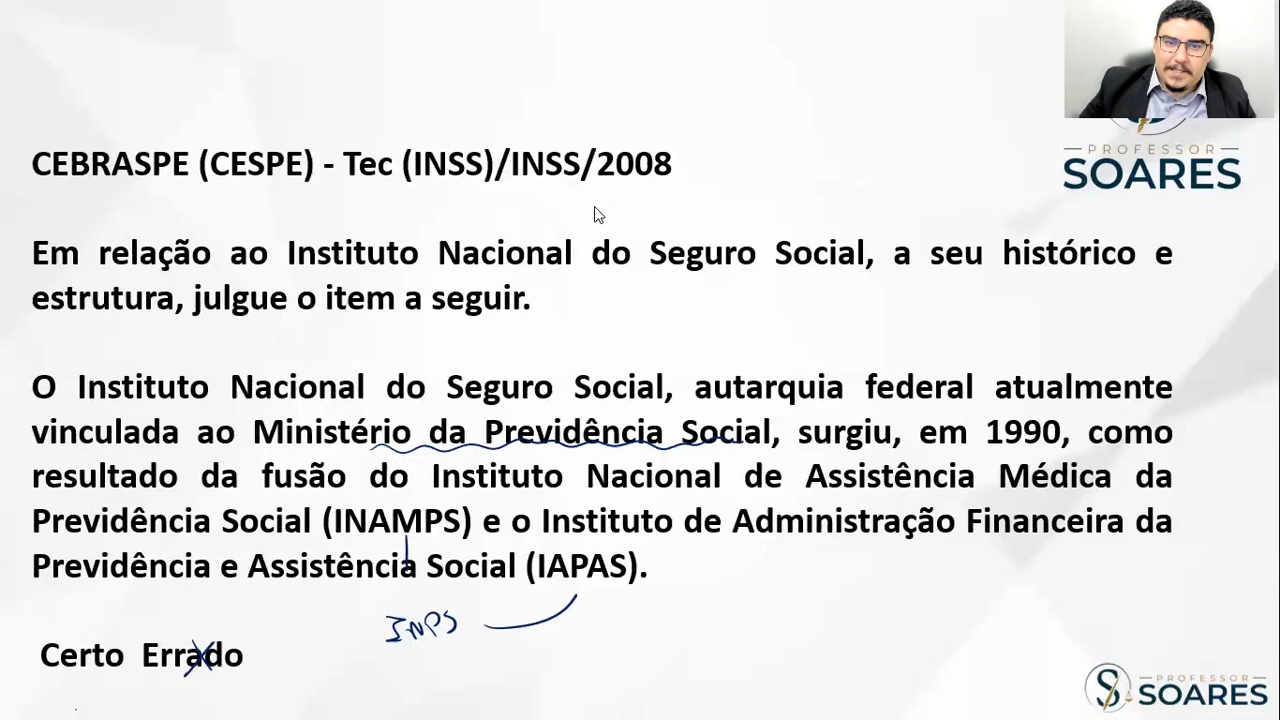 CEBRASPE (CESPE) - Tec (INSS)/INSS/2008
PROFESSOR
SOARES
Em relação ao Instituto Nacional do Seguro Social, a seu histórico e
estrutura, julgue o item a seguir.
O Instituto Nacional do Seguro Social, autarquia federal atualmente
vinculada ao Ministério da Previdência Social, surgiu, em 1990, como
resultado da fusão do Instituto Nacional de Assistência Médica da
Previdência Social (INAMPS) e o Instituto de Administração Financeira da
Previdência e Assistência Social (IAPAS).
INPS
Certo Errado
PROFESSOR
SOARES